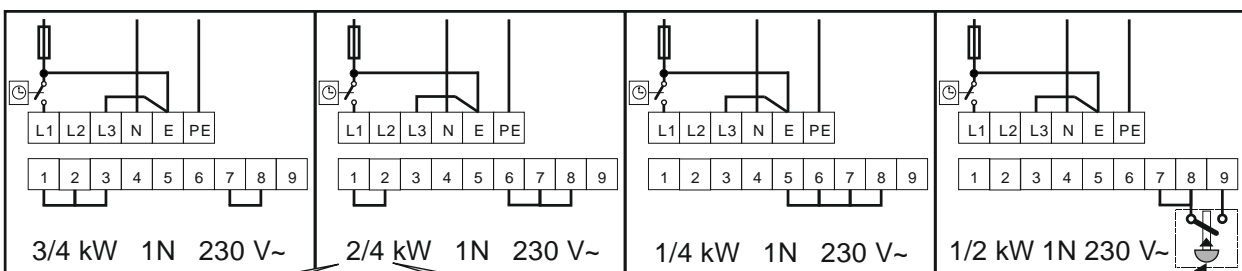 L1 L2 L3 N E PE
1 2 3 4 5 6 7 8 9
3/4 kW 1N 230 V~
L1 L2 L3 N E PE
1 2 3 4 5 6 7 8 9
2/4 kW 1N 230 V~
L1 L2 L3 N E PE
1 2 3 4 5 6 7 8 9
1/4 kW 1N 230 V~
L1 L2 L3 N E PE
1 2 3 4 5 6 7 8 9
1/2 kW 1N 230 V~